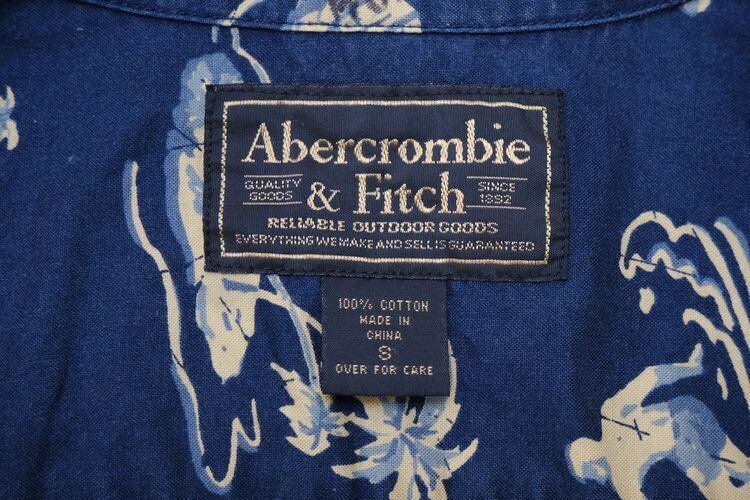 Abercrombie
QUALITY GOODS & Fitch SINCE 1892
RELIABLE OUTDOOR GOODS
EVERYTHING WE MAKE AND SELL IS GUARANTEED
100% COTTON
MADE IN
CHINA
S
OVER FOR CARE